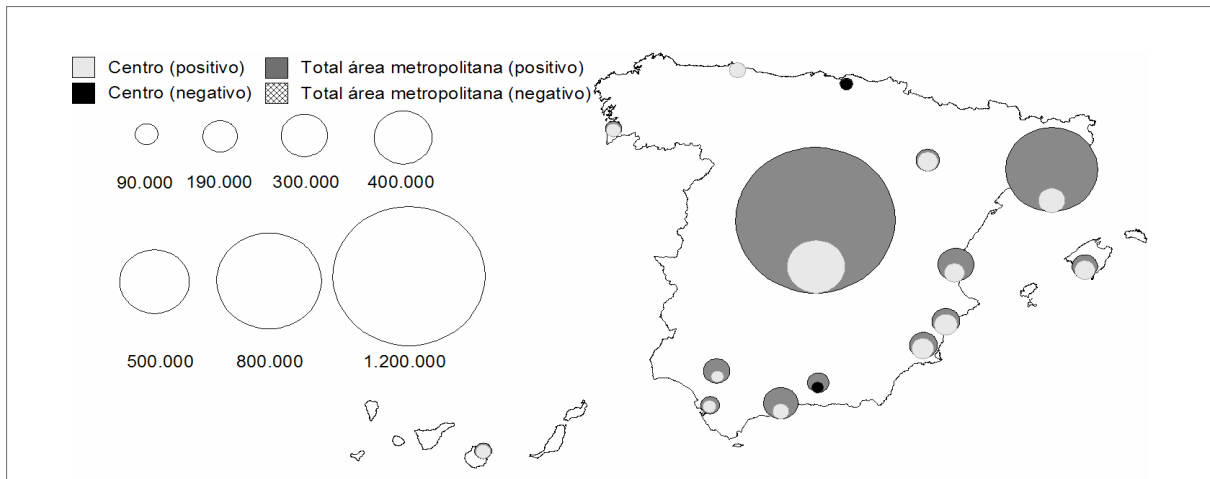 Centro (positivo) Total área metropolitana (positivo)
Centro (negativo) Total área metropolitana (negativo)
90.000 190.000 300.000 400.000
500.000 800.000 1.200.000